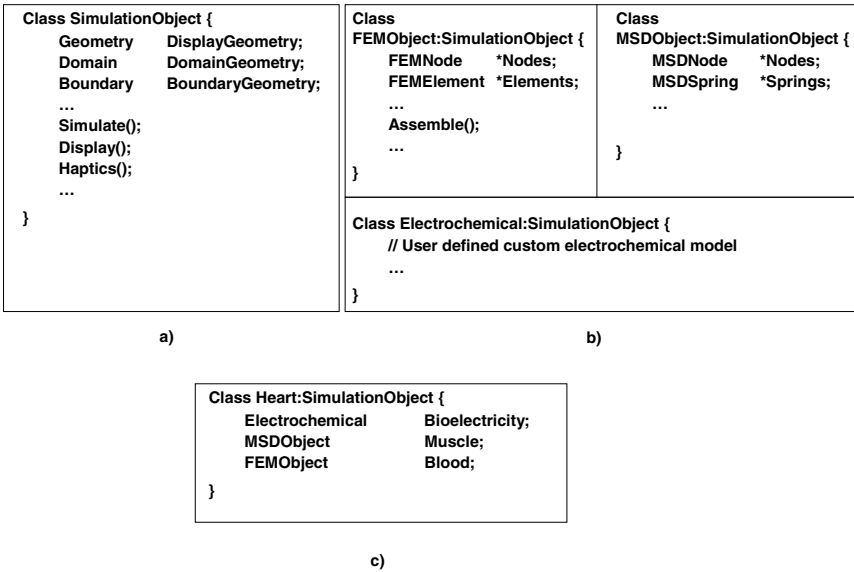 Class SimulationObject {
Geometry DisplayGeometry;
Domain DomainGeometry;
Boundary BoundaryGeometry;
...
Simulate();
Display();
Haptics();
...
}
a)
Class
FEMObject:SimulationObject {
FEMNode *Nodes;
FEMElement *Elements;
...
Assemble();
...
}
Class
MSDObject:SimulationObject {
MSDNode *Nodes;
MSDSpring *Springs;
...
}
Class Electrochemical:SimulationObject {
// User defined custom electrochemical model
...
}
b)
Class Heart:SimulationObject {
Electrochemical Bioelectricity;
MSDObject Muscle;
FEMObject Blood;
}
c)